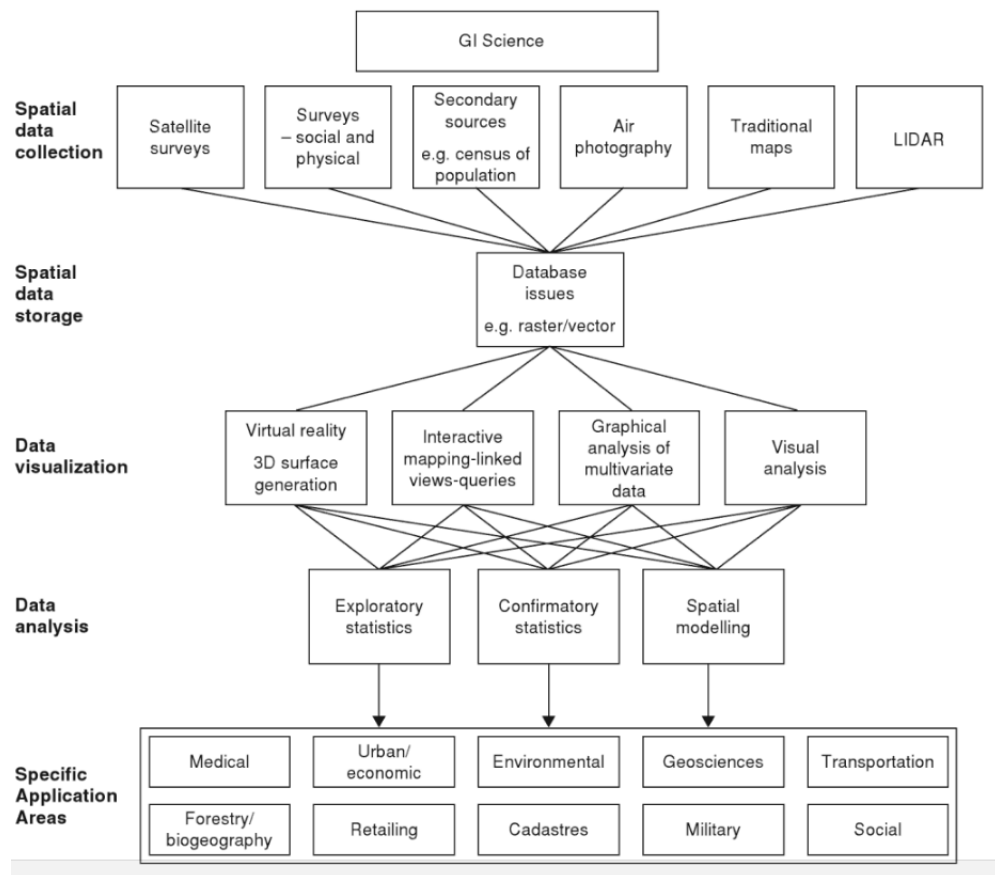 GI Science
Spatial
data
collection
Satellite
surveys
Surveys
– social and
physical
Secondary
sources
e.g. census of
population
Air
photography
Traditional
maps
LIDAR
Spatial
data
storage
Database
issues
e.g. raster/vector
Data
visualization
Virtual reality
3D surface
generation
Interactive
mapping-linked
views-queries
Graphical
analysis of
multivariate
data
Visual
analysis
Data
analysis
Exploratory
statistics
Confirmatory
statistics
Spatial
modelling
Specific
Application
Areas
Medical
Urban/
economic
Environmental
Geosciences
Transportation
Forestry/
biogeography
Retailing
Cadastres
Military
Social